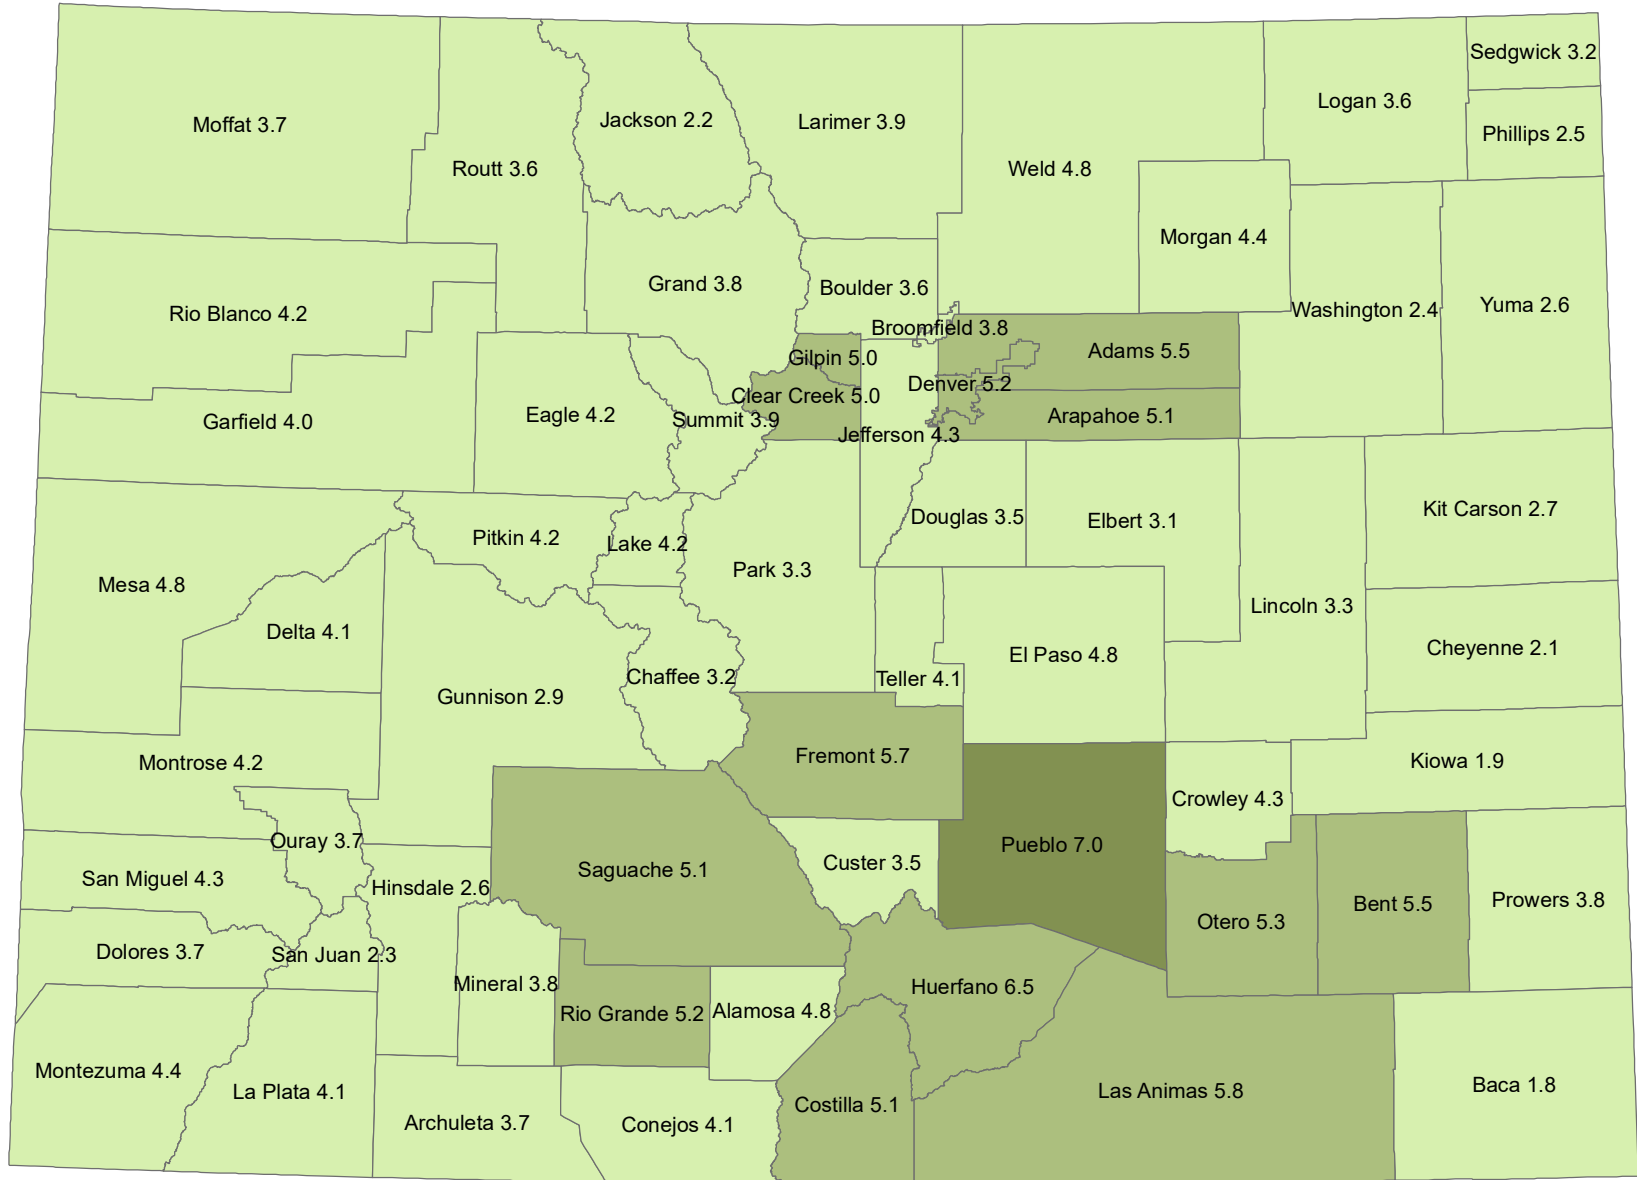 Sedgwick 3.2
Logan 3.6
Moffat 3.7
Jackson 2.2
Larimer 3.9
Phillips 2.5
Routt 3.6
Weld 4.8
Morgan 4.4
Grand 3.8
Boulder 3.6
Rio Blanco 4.2
Washington 2.4
Yuma 2.6
Broomfield 3.8
Gilpin 5.0
Adams 5.5
Denver 5.2
Clear Creek 5.0
Garfield 4.0
Eagle 4.2
Summit 3.9
Arapahoe 5.1
Jefferson 4.3
Kit Carson 2.7
Douglas 3.5
Elbert 3.1
Pitkin 4.2
Lake 4.2
Park 3.3
Mesa 4.8
Lincoln 3.3
Delta 4.1
Cheyenne 2.1
El Paso 4.8
Chaffee 3.2
Teller 4.1
Gunnison 2.9
Fremont 5.7
Montrose 4.2
Kiowa 1.9
Crowley 4.3
Ouray 3.7
Pueblo 7.0
Custer 3.5
Saguache 5.1
San Miguel 4.3
Hinsdale 2.6
Prowers 3.8
Bent 5.5
Otero 5.3
Dolores 3.7
San Juan 2.3
Mineral 3.8
Huerfano 6.5
Alamosa 4.8
Rio Grande 5.2
Montezuma 4.4
Baca 1.8
La Plata 4.1
Las Animas 5.8
Costilla 5.1
Archuleta 3.7
Conejos 4.1